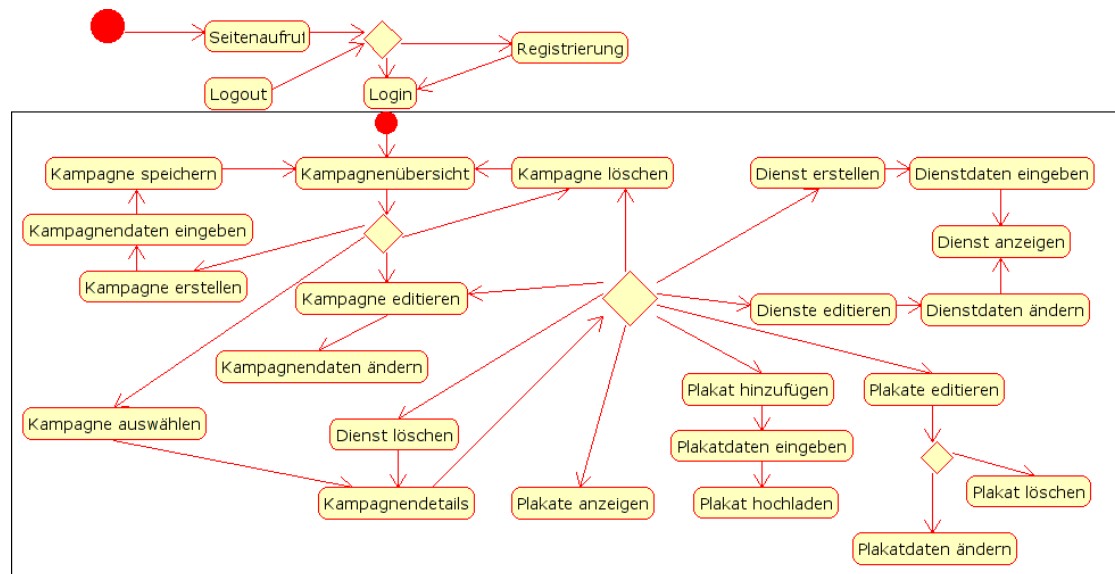 Seitenaufruf
Registrierung
Logout
Login
Kampagne speichern
Kampagnenübersicht
Kampagne löschen
Dienst erstellen
Dienstdaten eingeben
Kampagnendaten eingeben
Dienst anzeigen
Kampagne erstellen
Kampagne editieren
Dienste editieren
Dienstdaten ändern
Kampagnendaten ändern
Plakat hinzufügen
Plakate editieren
Kampagne auswählen
Dienst löschen
Plakatdaten eingeben
Kampagnendetails
Plakate anzeigen
Plakat hochladen
Plakat löschen
Plakatdaten ändern